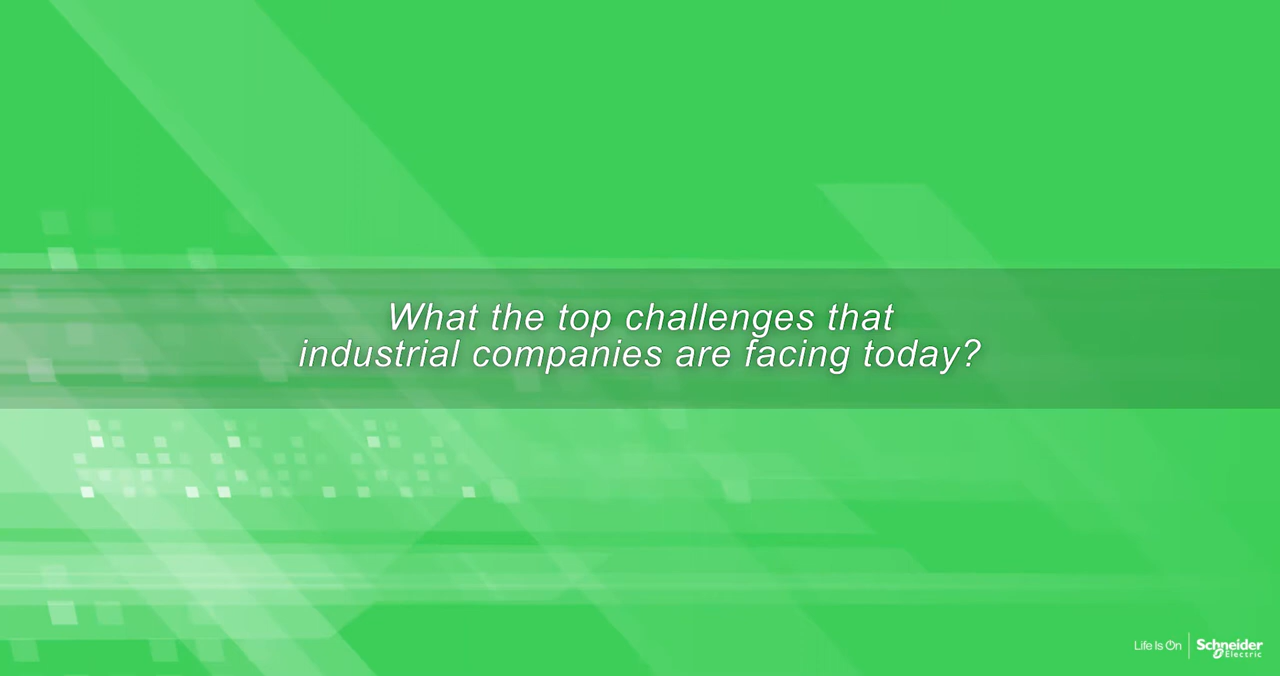 What the top challenges that
industrial companies are facing today?
Life Is On
Schneider
Electric